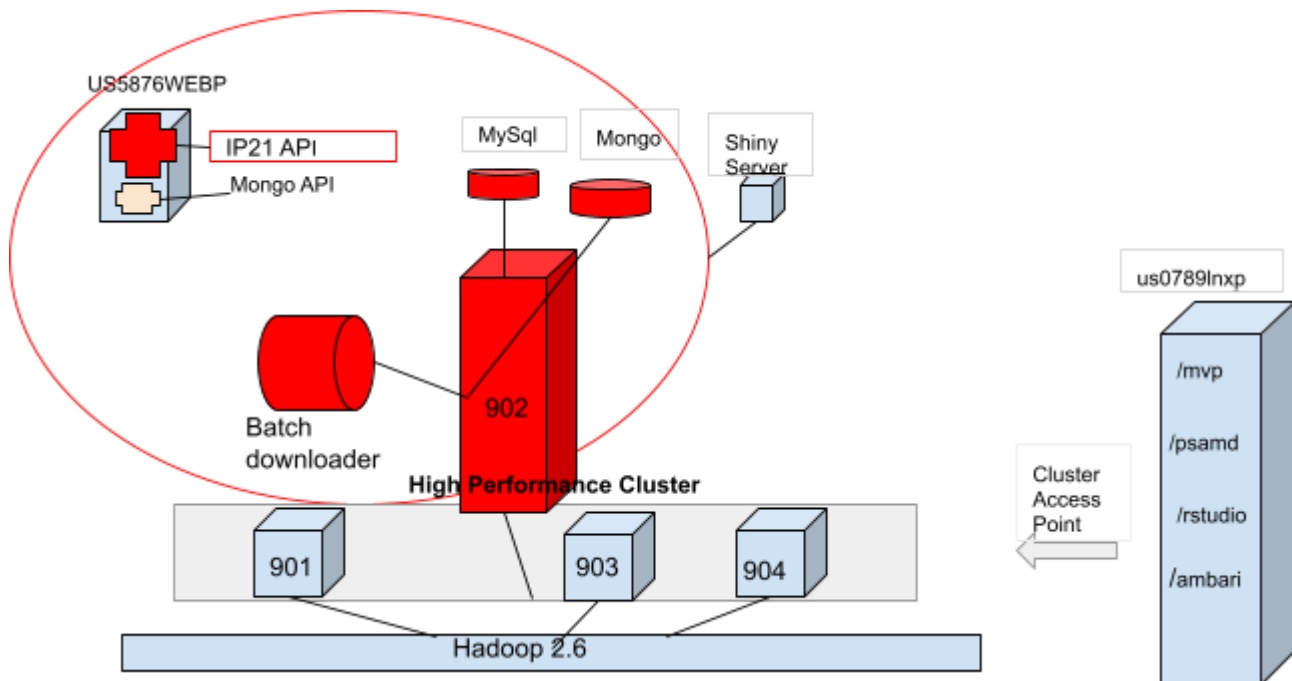 US5876WEBP
IP21 API
Mongo API
MySql
Mongo
Shiny
Server
us0789lnxp
/mvp
/psamd
/rstudio
/ambari
902
Batch
downloader
High Performance Cluster
Cluster
Access
Point
901
903
904
Hadoop 2.6